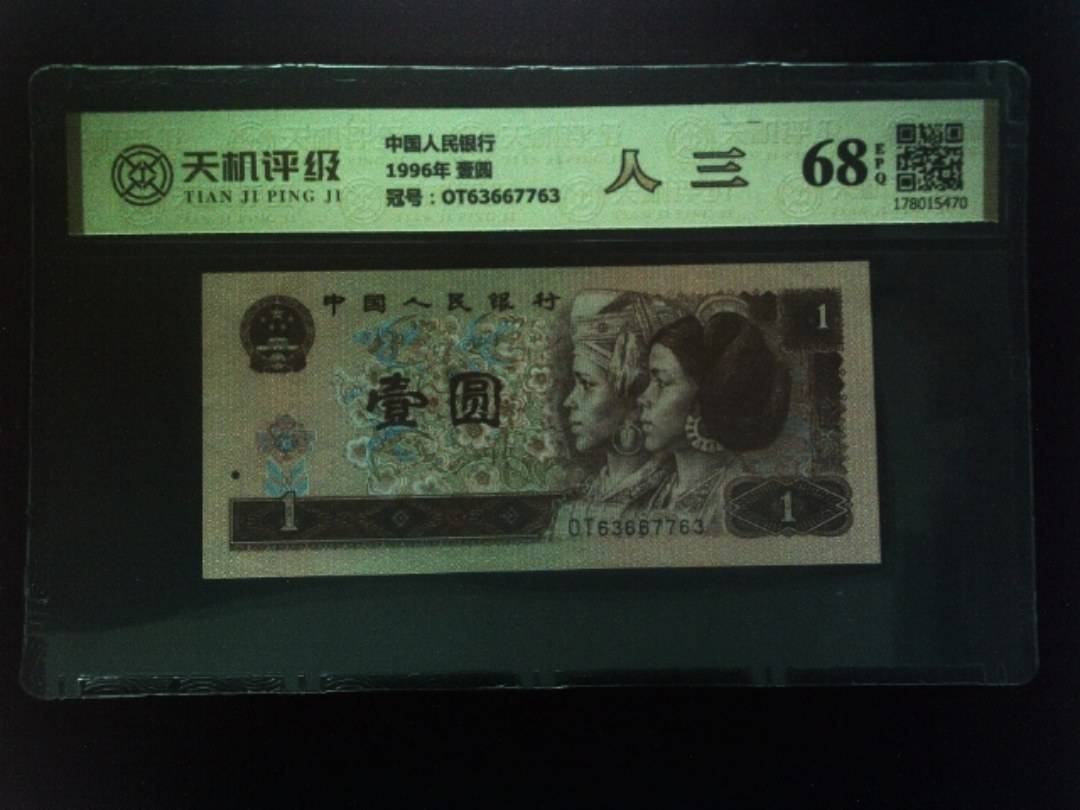 天机评级
TIAN JI PING JI
中国人民银行
1996年 壹圆
冠号：OT63667763
人三
68
EPQ
178015470
中国人民银行
1
壹圆
1
OT63667763
1